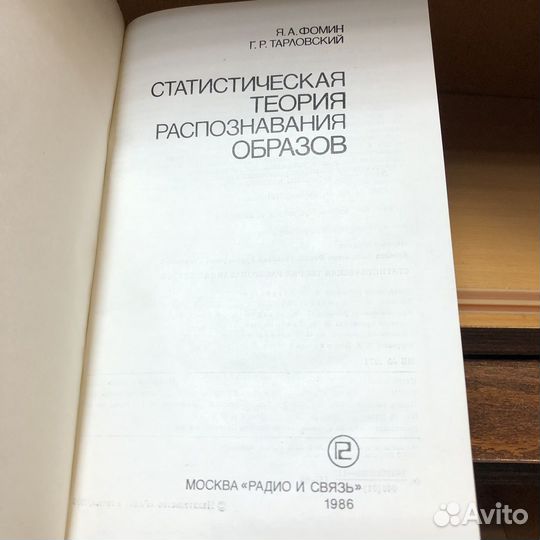 Я. А. ФОМИН
Г. Р. ТАРЛОВСКИЙ
СТАТИСТИЧЕСКАЯ
ТЕОРИЯ
РАСПОЗНАВАНИЯ
ОБРАЗОВ
МОСКВА «РАДИО И СВЯЗЬ»
1986
Avito